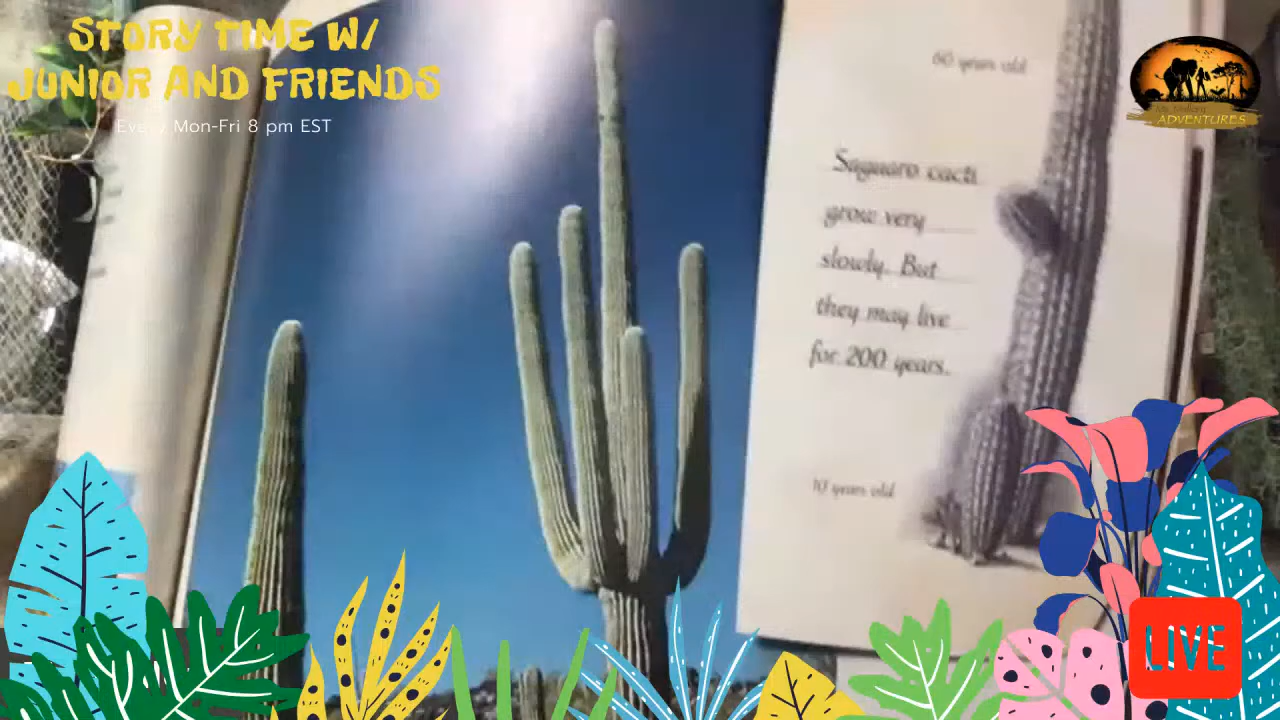 STORY TIME W/
JUNIOR AND FRIENDS
Every Mon-Fri 8 pm EST
ADVENTURES
60 years old
Saguaro cacti
grow very
slowly. But
they may live
for 200 years.
10 years old
LIVE